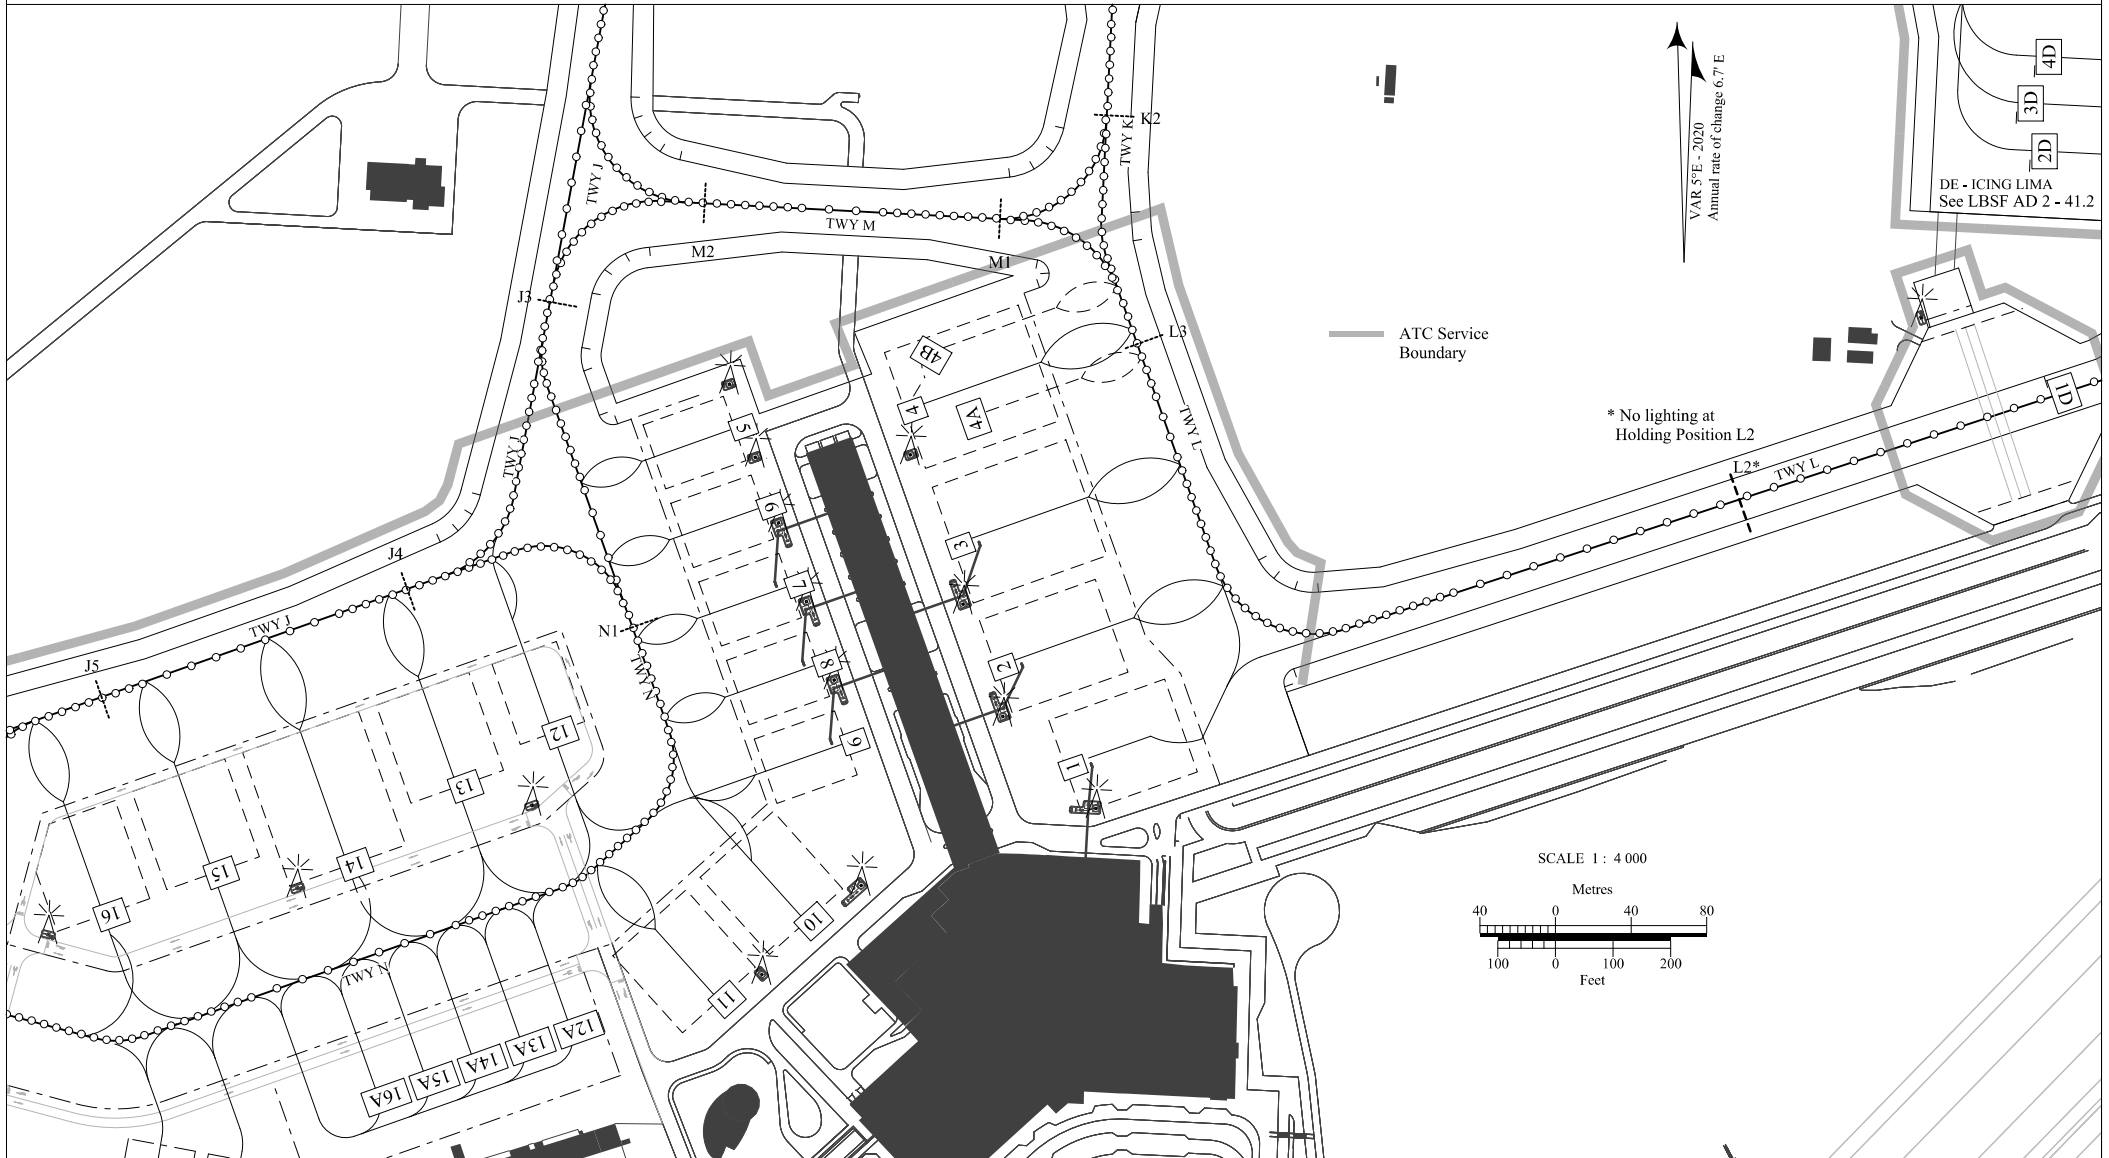 4D
3D
2D
DE - ICING LIMA
See LBSF AD 2 - 41.2
VAR 5°E - 2020
Annual rate of change 6.7' E
K2
TWY K
TWY J
TWY M
M2
M1
J3
L3
ATC Service
Boundary
4B
4
4A
5
1D
* No lighting at
Holding Position L2
L2*
TWY L
TWY L
TWY J
6
3
J4
7
N1
TWY J
TWY N
J5
8
2
9
12
13
1
14
15
16
10
11
SCALE 1 : 4 000
Metres
40 0 40 80
100 0 100 200
Feet
TWY N
12A
13A
14A
15A
16A